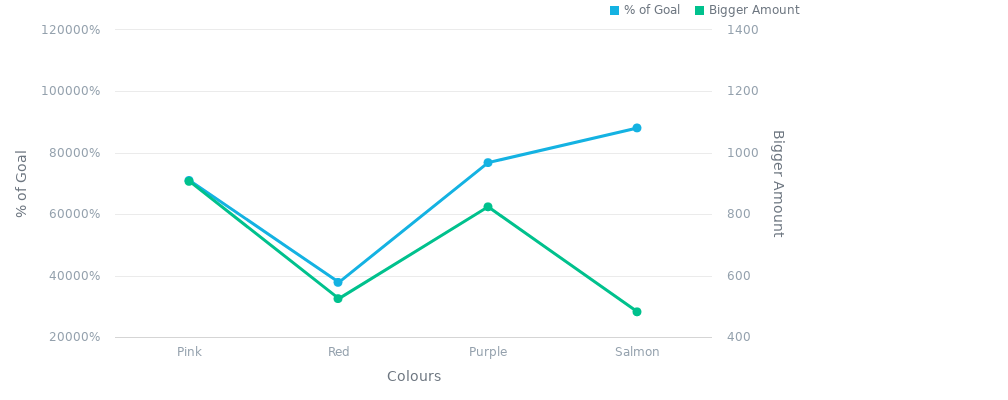 % of Goal
Bigger Amount
120000%
100000%
80000%
60000%
40000%
20000%
% of Goal
1400
1200
1000
800
600
400
Bigger Amount
Pink
Red
Purple
Salmon
Colours